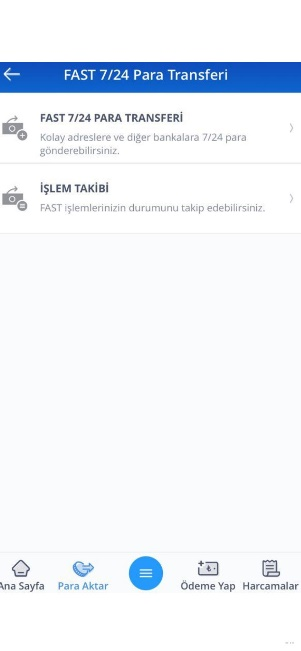 FAST 7/24 Para Transferi
FAST 7/24 PARA TRANSFERİ
Kolay adreslere ve diğer bankalara 7/24 para
gönderebilirsiniz.
İŞLEM TAKİBİ
FAST işlemlerinizin durumunu takip edebilirsiniz.
Ana Sayfa
Para Aktar
Ödeme Yap
Harcamalar